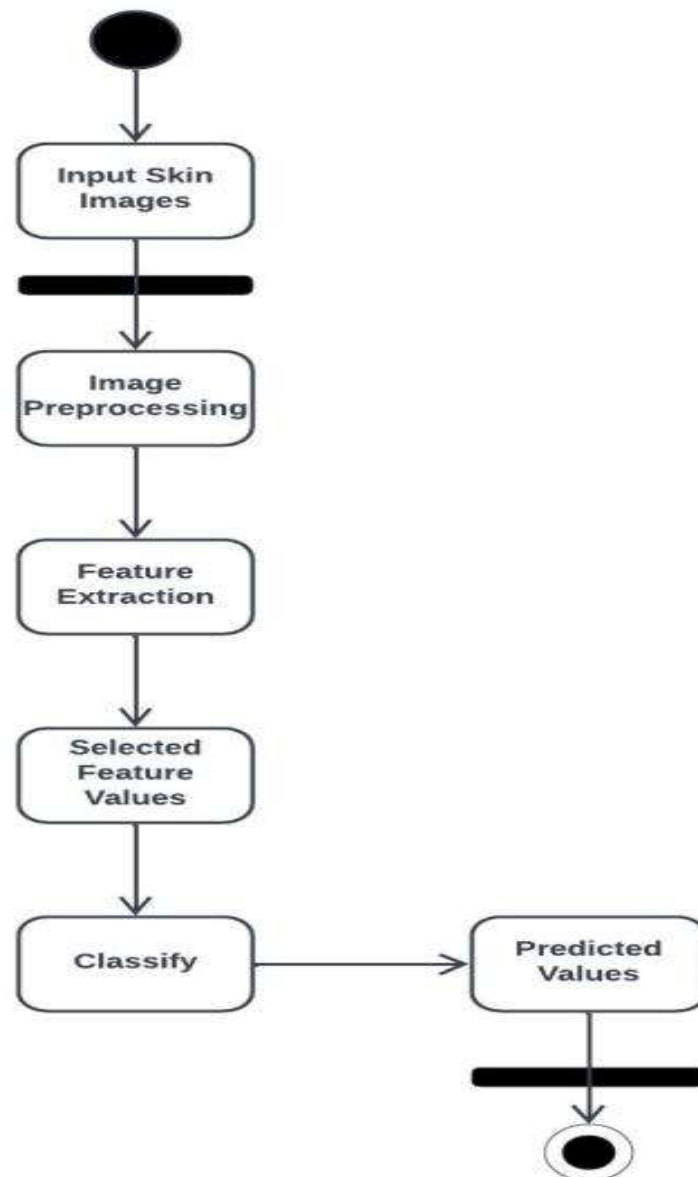 Input Skin
Images
Image
Preprocessing
Feature
Extraction
Selected
Feature
Values
Classify
Predicted
Values